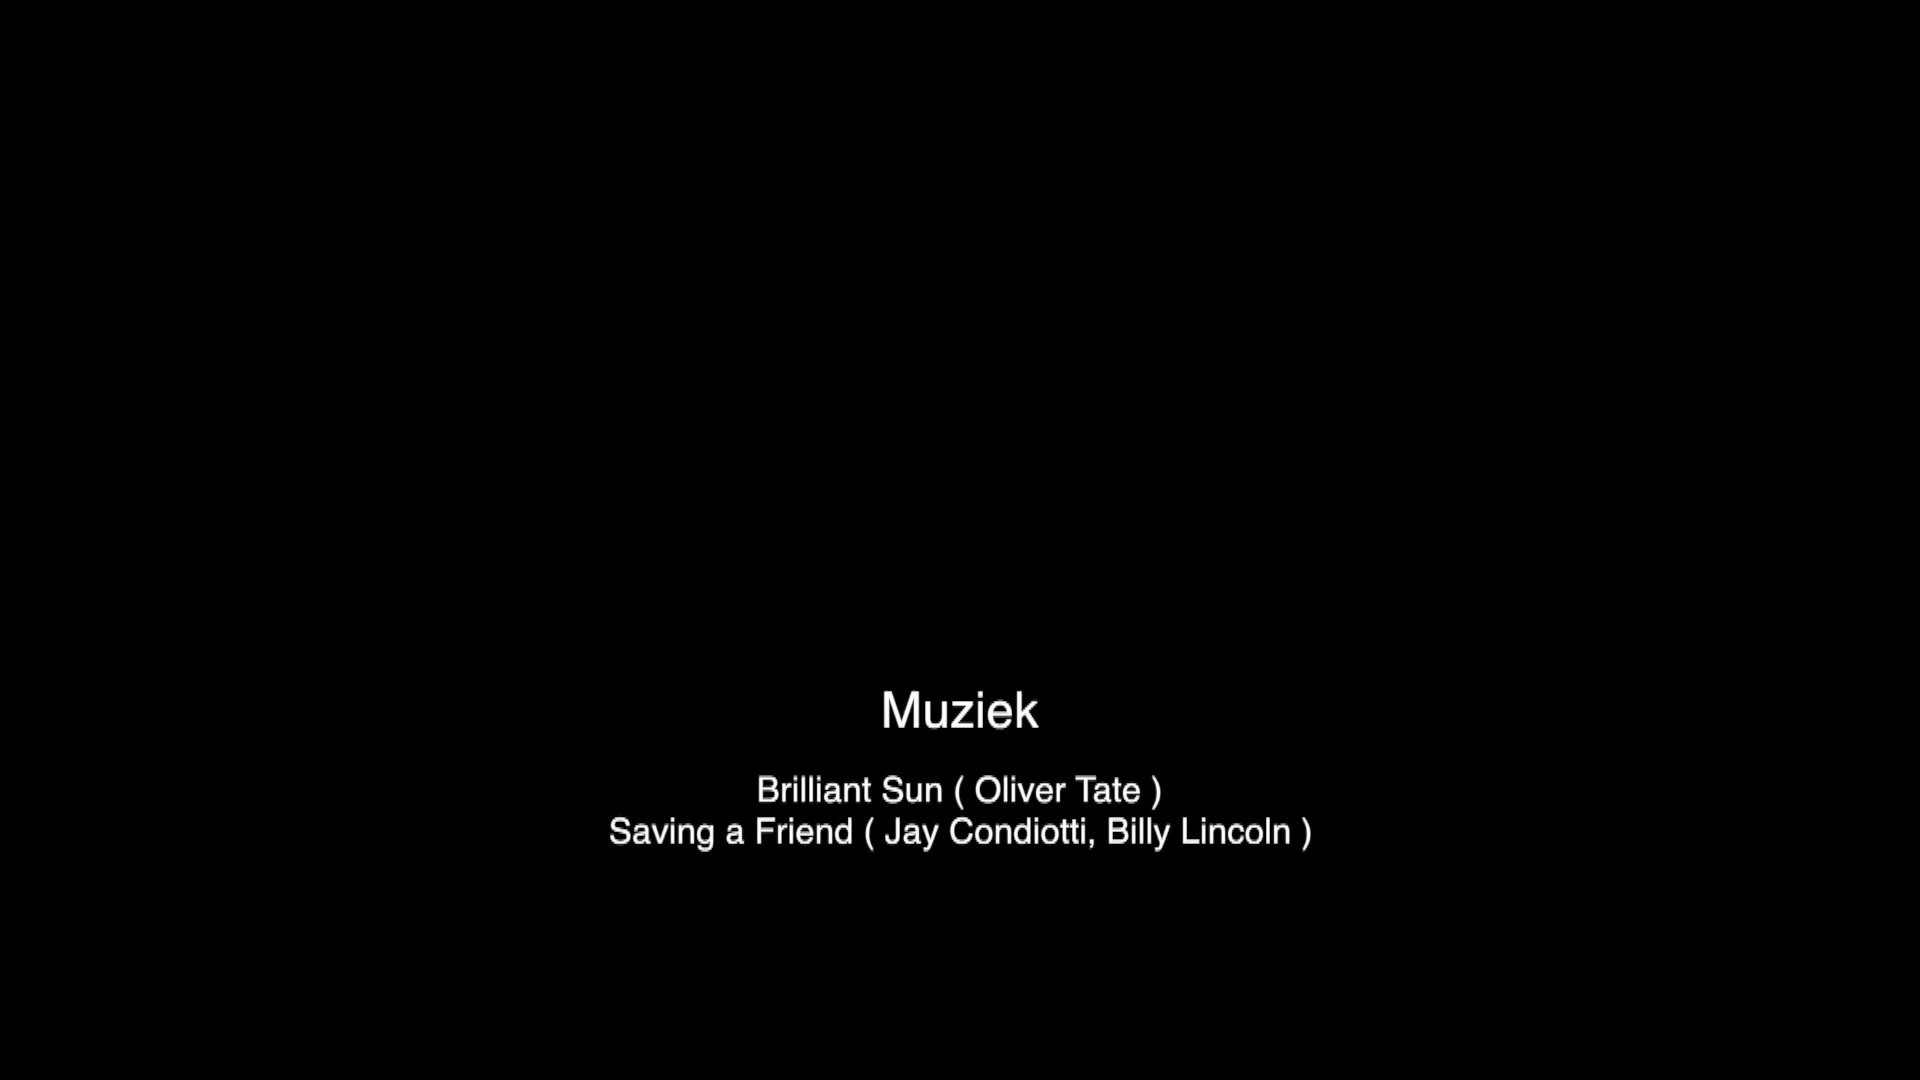 Muziek
Brilliant Sun ( Oliver Tate )
Saving a Friend ( Jay Condiotti, Billy Lincoln )